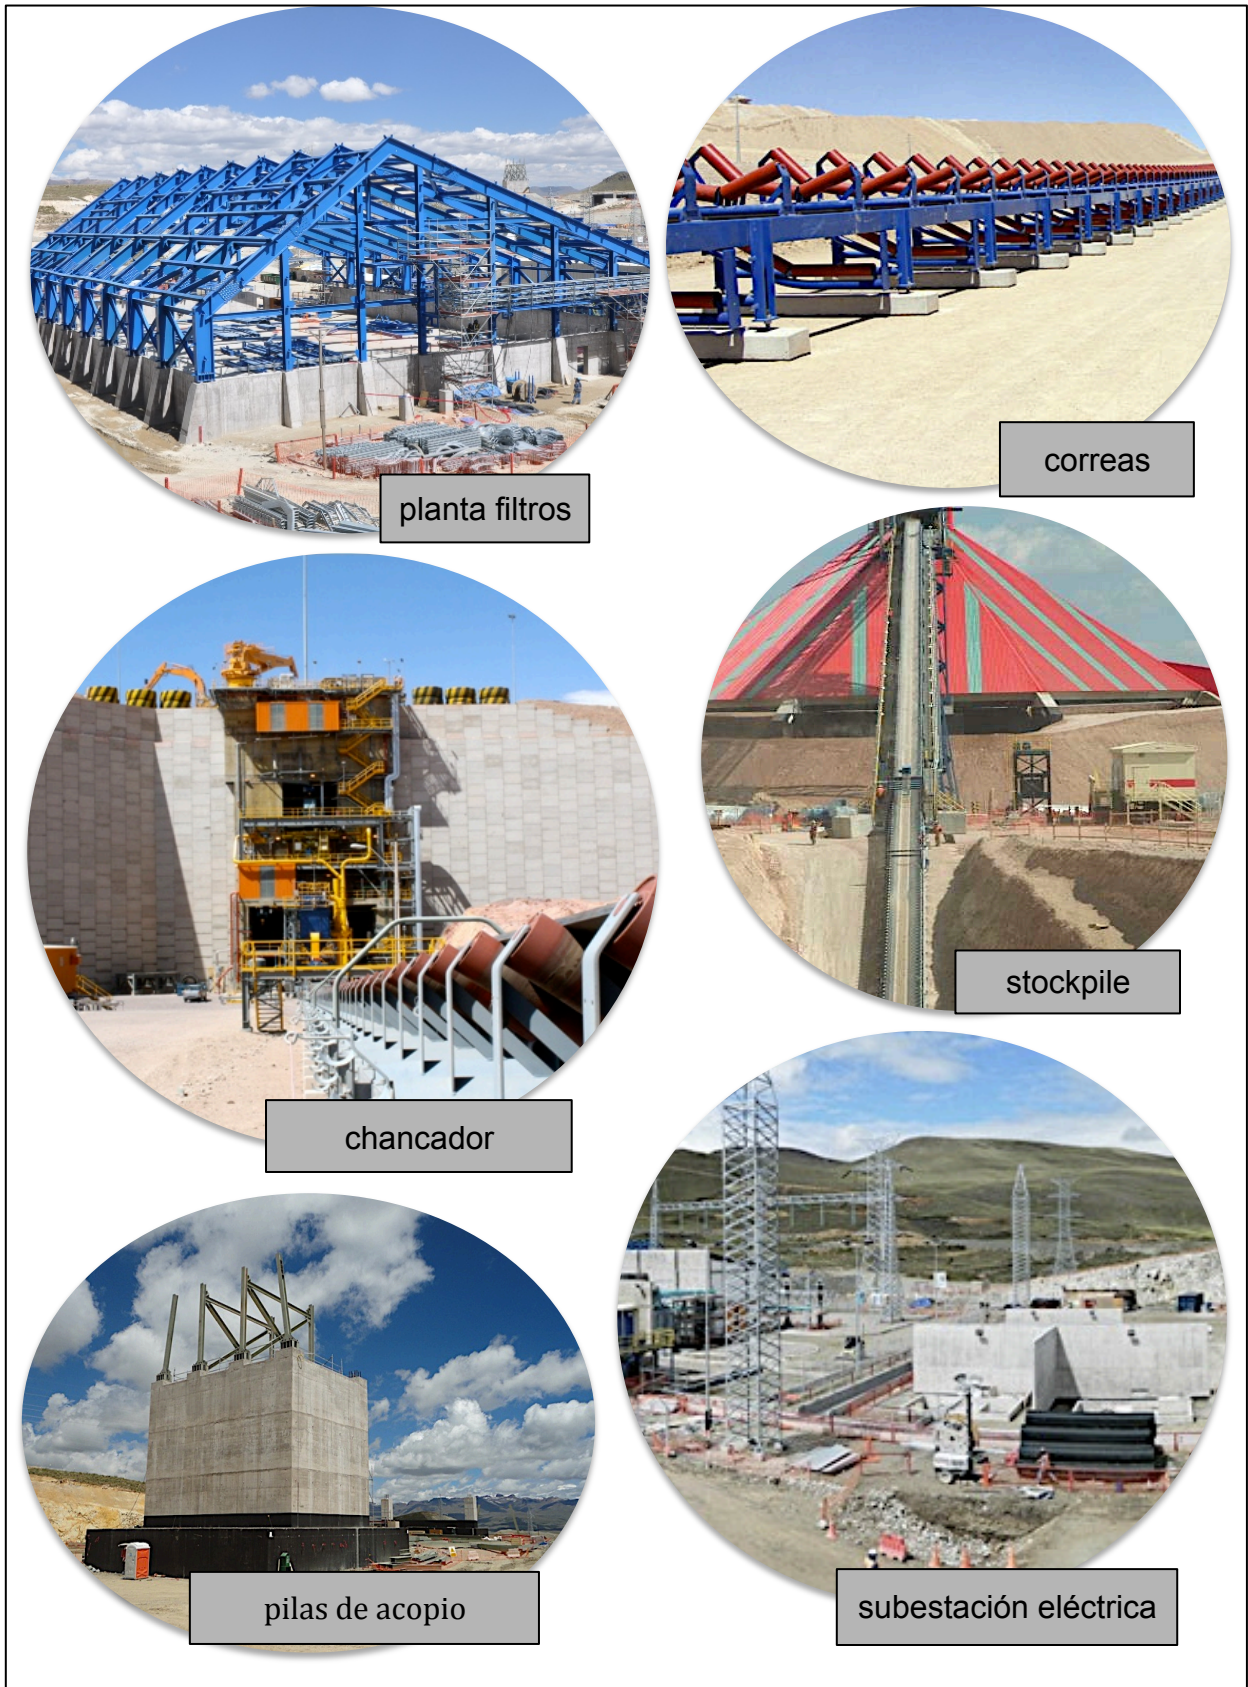 planta filtros
correas
chancador
stockpile
pilas de acopio
subestación eléctrica